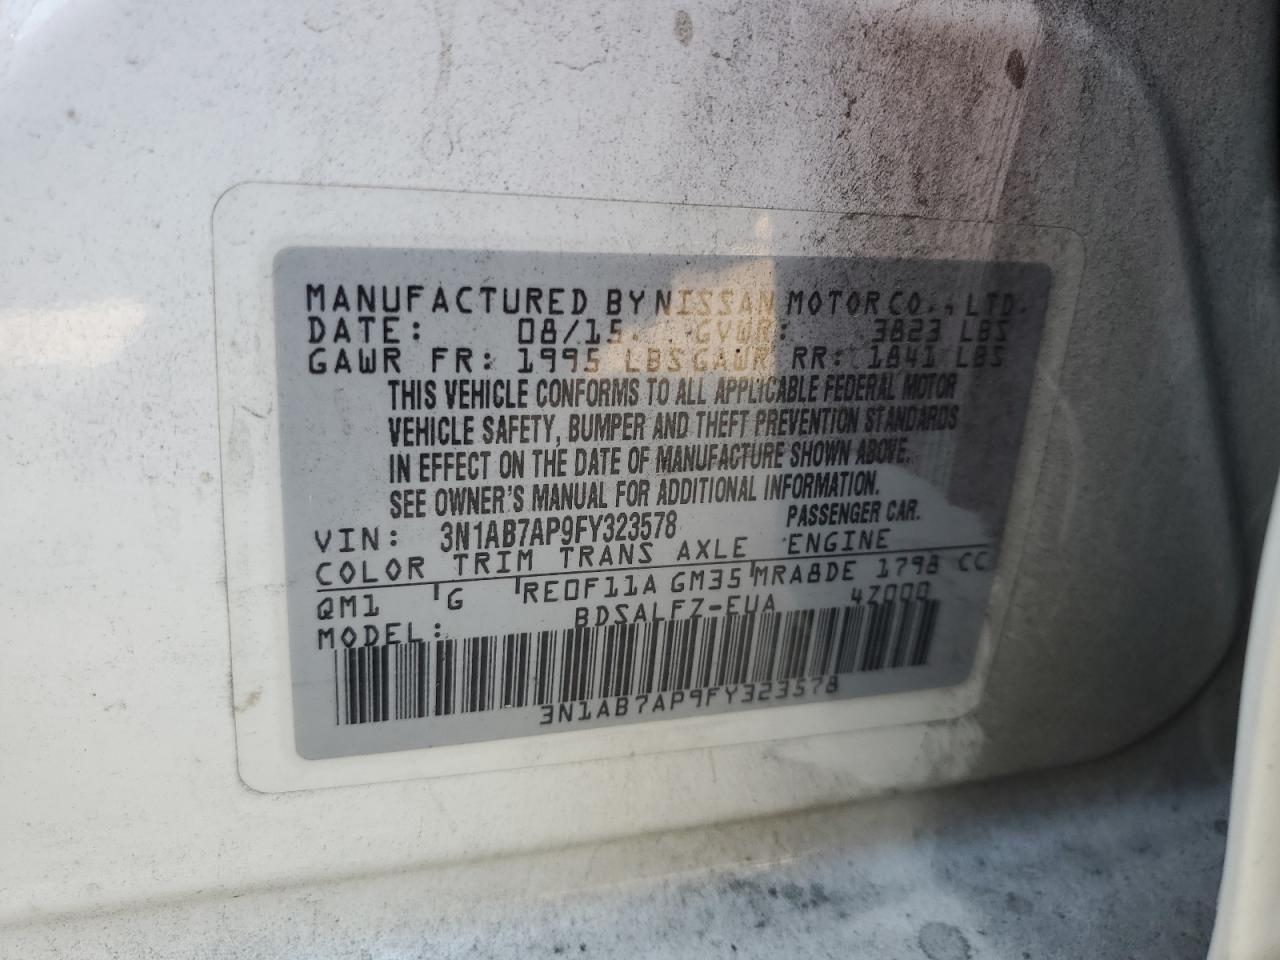 MANUFACTURED BY NISSAN MOTOR CO., LTD.
DATE: 08/15 GVWR: 3823 LBS
GAWR FR: 1995 LBS GAWR RR: 1841 LBS
THIS VEHICLE CONFORMS TO ALL APPLICABLE FEDERAL MOTOR
VEHICLE SAFETY, BUMPER AND THEFT PREVENTION STANDARDS
IN EFFECT ON THE DATE OF MANUFACTURE SHOWN ABOVE.
SEE OWNER'S MANUAL FOR ADDITIONAL INFORMATION.
VIN: 3N1AB7AP9FY323578 PASSENGER CAR.
COLOR TRIM TRANS AXLE ENGINE
QM1 G RE0F11A GM35 MRA8DE 1798 CC
MODEL: BDSALFZ-EUA 4Z000
3N1AB7AP9FY323578